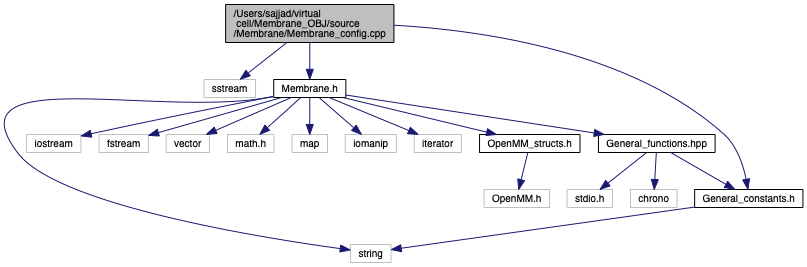 /Users/sajjad/virtual
cell/Membrane_OBJ/source
/Membrane/Membrane_config.cpp
sstream
Membrane.h
iostream
fstream
vector
math.h
map
iomanip
iterator
OpenMM_structs.h
General_functions.hpp
OpenMM.h
stdio.h
chrono
General_constants.h
string